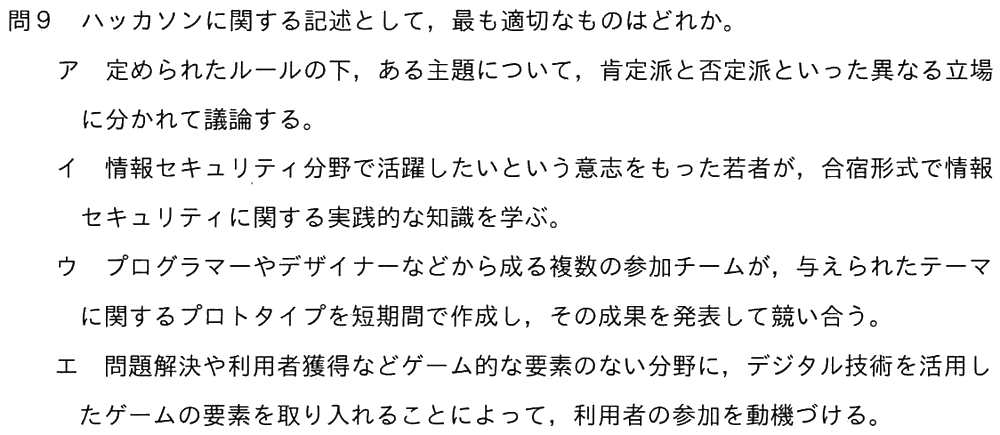 問９　ハッカソンに関する記述として，最も適切なものはどれか。
ア　定められたルールの下，ある主題について，肯定派と否定派といった異なる立場
に分かれて議論する。
イ　情報セキュリティ分野で活躍したいという意志をもった若者が，合宿形式で情報
セキュリティに関する実践的な知識を学ぶ。
ウ　プログラマーやデザイナーなどから成る複数の参加チームが，与えられたテーマ
に関するプロトタイプを短期間で作成し，その成果を発表して競い合う。
エ　問題解決や利用者獲得などゲーム的な要素のない分野に，デジタル技術を活用し
たゲームの要素を取り入れることによって，利用者の参加を動機づける。